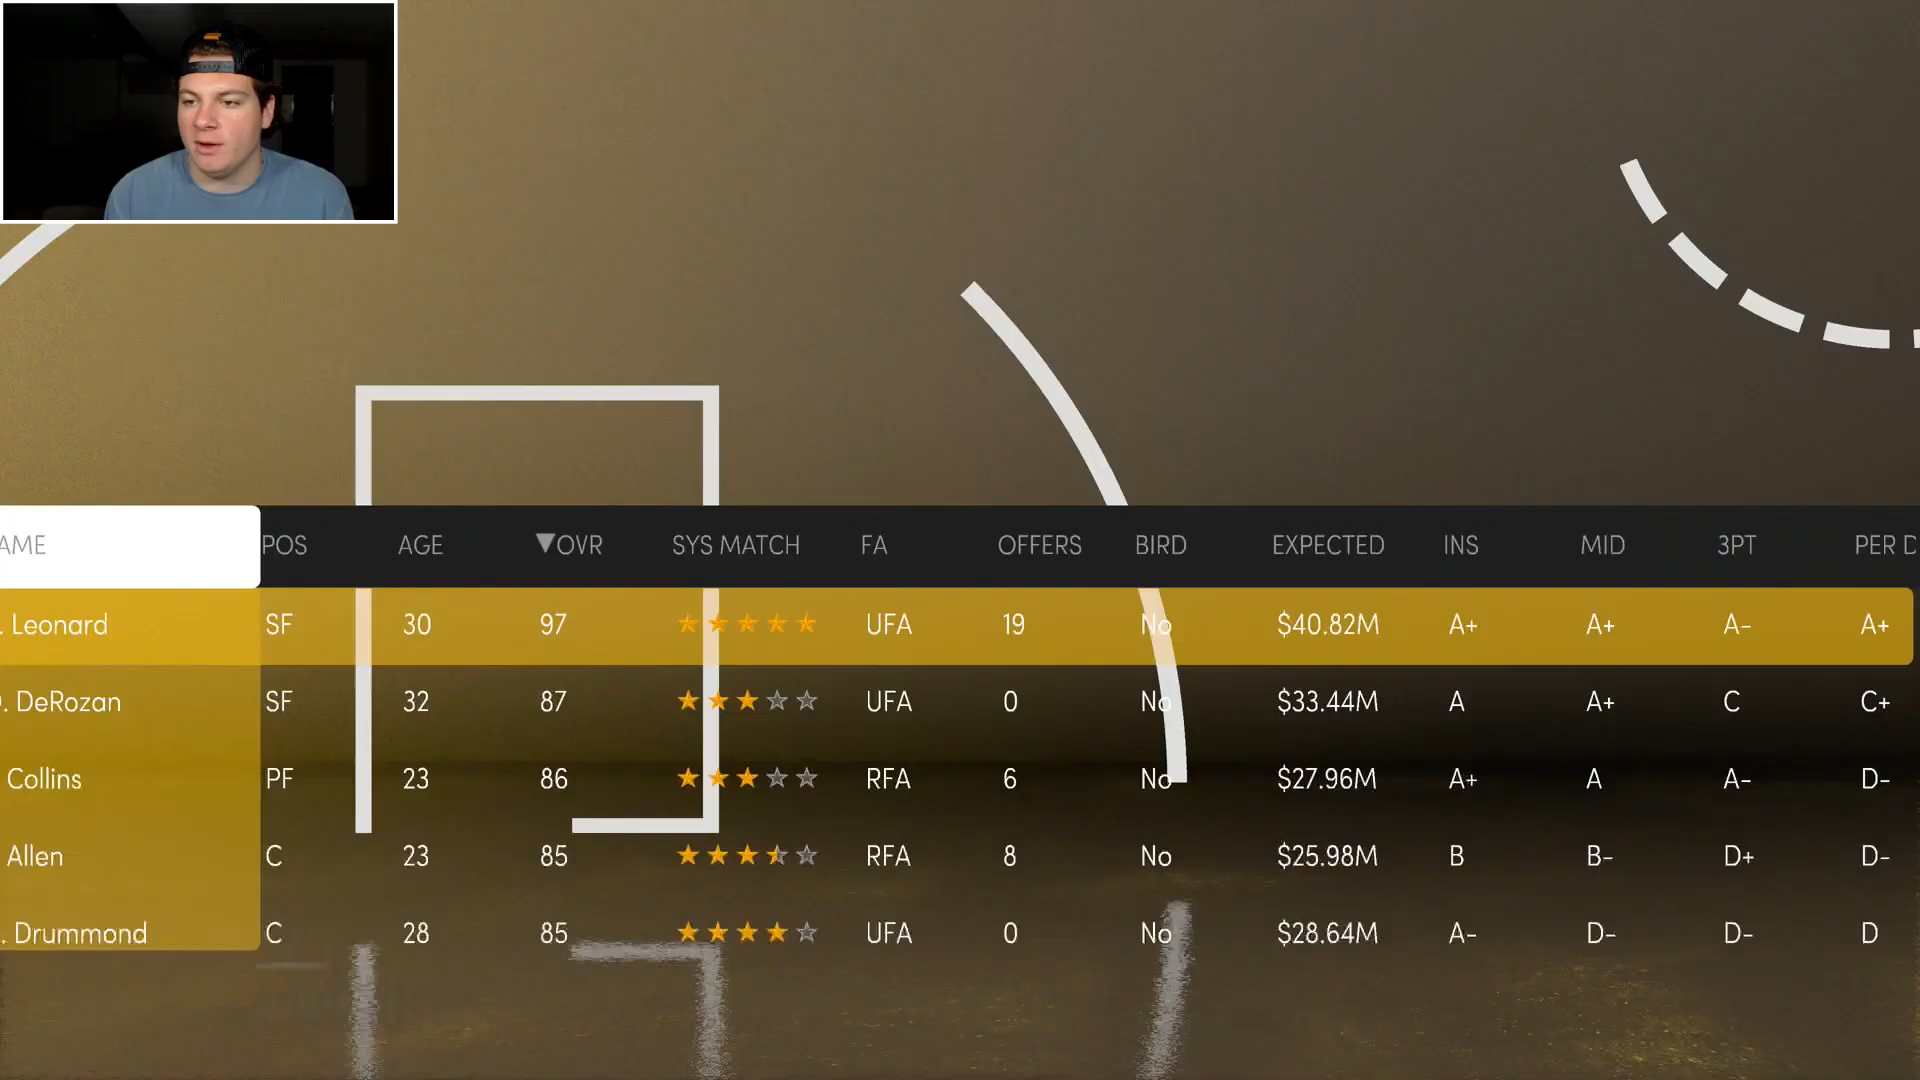 AME POS AGE ▼OVR SYS MATCH FA OFFERS BIRD EXPECTED INS MID 3PT PER D
. Leonard SF 30 97 UFA 19 No $40.82M A+ A+ A- A+
. DeRozan SF 32 87 UFA 0 No $33.44M A A+ C C+
Collins PF 23 86 RFA 6 No $27.96M A+ A A- D-
Allen C 23 85 RFA 8 No $25.98M B B- D+ D-
. Drummond C 28 85 UFA 0 No $28.64M A- D- D- D